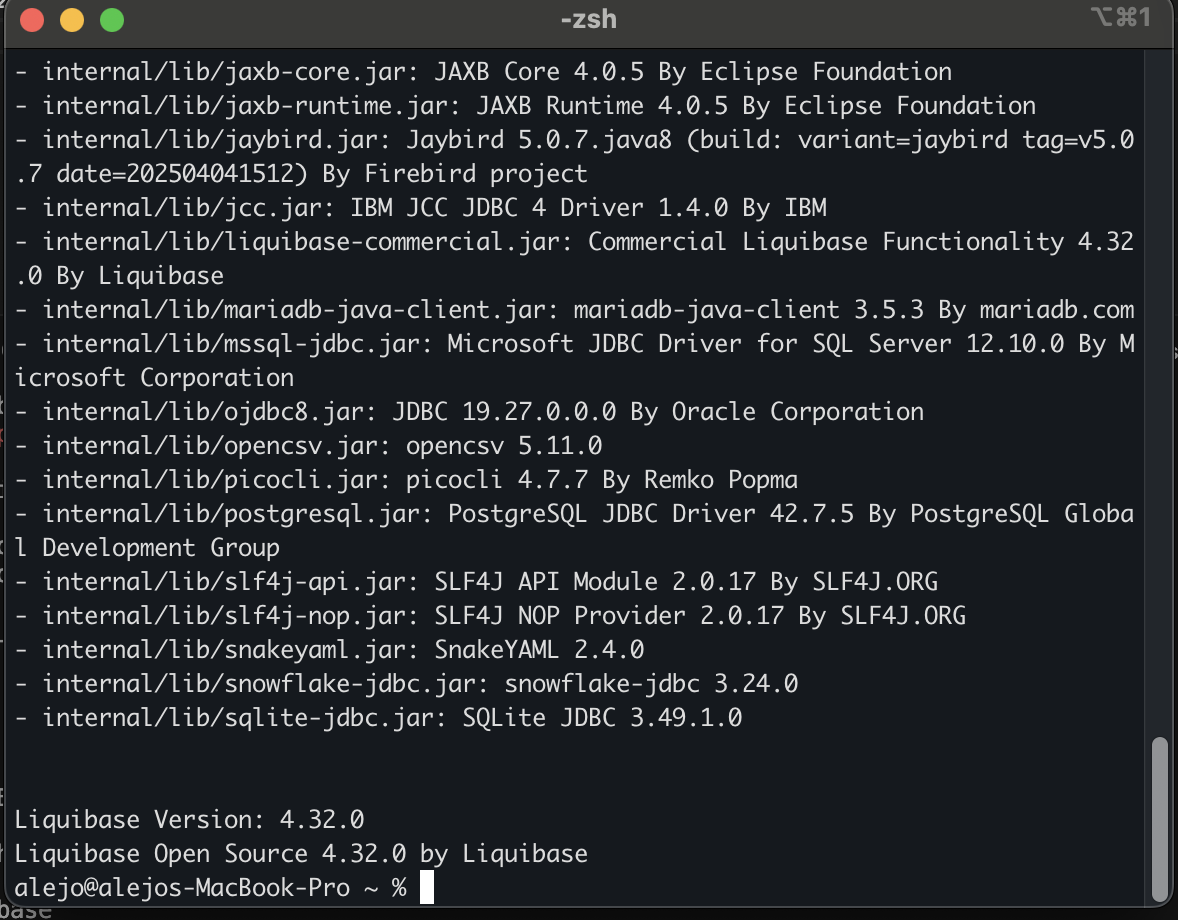 -zsh
⌥⌘1
- internal/lib/jaxb-core.jar: JAXB Core 4.0.5 By Eclipse Foundation
- internal/lib/jaxb-runtime.jar: JAXB Runtime 4.0.5 By Eclipse Foundation
- internal/lib/jaybird.jar: Jaybird 5.0.7.java8 (build: variant=jaybird tag=v5.0
.7 date=202504041512) By Firebird project
- internal/lib/jcc.jar: IBM JCC JDBC 4 Driver 1.4.0 By IBM
- internal/lib/liquibase-commercial.jar: Commercial Liquibase Functionality 4.32
.0 By Liquibase
- internal/lib/mariadb-java-client.jar: mariadb-java-client 3.5.3 By mariadb.com
- internal/lib/mssql-jdbc.jar: Microsoft JDBC Driver for SQL Server 12.10.0 By M
icrosoft Corporation
- internal/lib/ojdbc8.jar: JDBC 19.27.0.0.0 By Oracle Corporation
- internal/lib/opencsv.jar: opencsv 5.11.0
- internal/lib/picocli.jar: picocli 4.7.7 By Remko Popma
- internal/lib/postgresql.jar: PostgreSQL JDBC Driver 42.7.5 By PostgreSQL Globa
l Development Group
- internal/lib/slf4j-api.jar: SLF4J API Module 2.0.17 By SLF4J.ORG
- internal/lib/slf4j-nop.jar: SLF4J NOP Provider 2.0.17 By SLF4J.ORG
- internal/lib/snakeyaml.jar: SnakeYAML 2.4.0
- internal/lib/snowflake-jdbc.jar: snowflake-jdbc 3.24.0
- internal/lib/sqlite-jdbc.jar: SQLite JDBC 3.49.1.0
Liquibase Version: 4.32.0
Liquibase Open Source 4.32.0 by Liquibase
alejo@alejos-MacBook-Pro ~ %